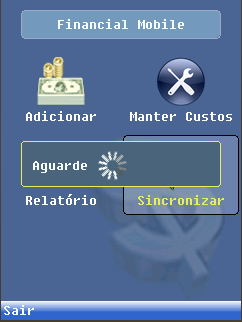 Financial Mobile
Adicionar
Manter Custos
Aguarde
Relatório
Sincronizar
Sair